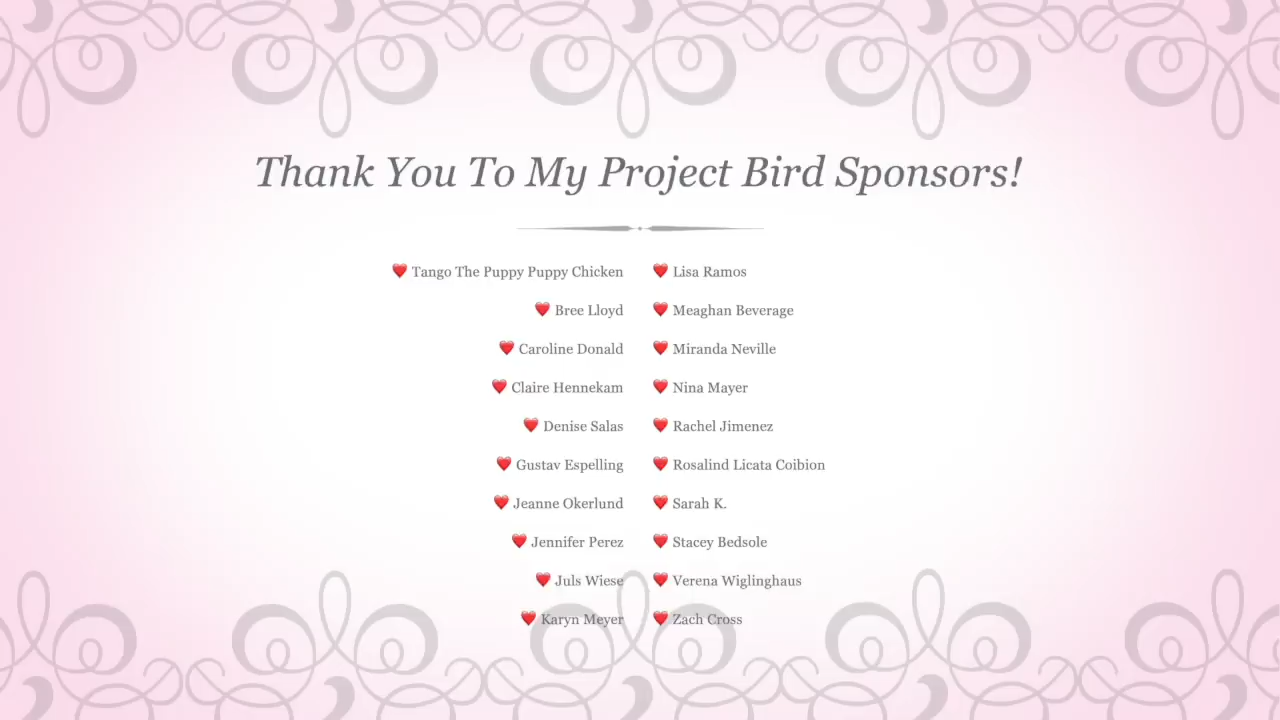 Thank You To My Project Bird Sponsors!
❤️ Tango The Puppy Puppy Chicken
❤️ Bree Lloyd
❤️ Caroline Donald
❤️ Claire Hennekam
❤️ Denise Salas
❤️ Gustav Espelling
❤️ Jeanne Okerlund
❤️ Jennifer Perez
❤️ Juls Wiese
❤️ Karyn Meyer
❤️ Lisa Ramos
❤️ Meaghan Beverage
❤️ Miranda Neville
❤️ Nina Mayer
❤️ Rachel Jimenez
❤️ Rosalind Licata Coibion
❤️ Sarah K.
❤️ Stacey Bedsole
❤️ Verena Wiglinghaus
❤️ Zach Cross